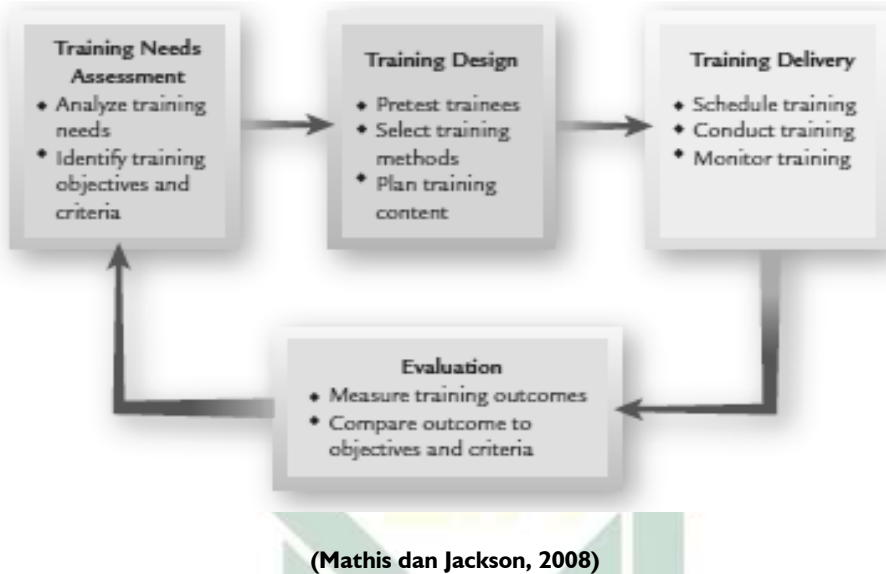 Training Needs
Assessment
◆ Analyze training
needs
◆ Identify training
objectives and
criteria
Training Design
◆ Pretest trainees
◆ Select training
methods
◆ Plan training
content
Training Delivery
◆ Schedule training
◆ Conduct training
◆ Monitor training
Evaluation
◆ Measure training outcomes
◆ Compare outcome to
objectives and criteria
(Mathis dan Jackson, 2008)